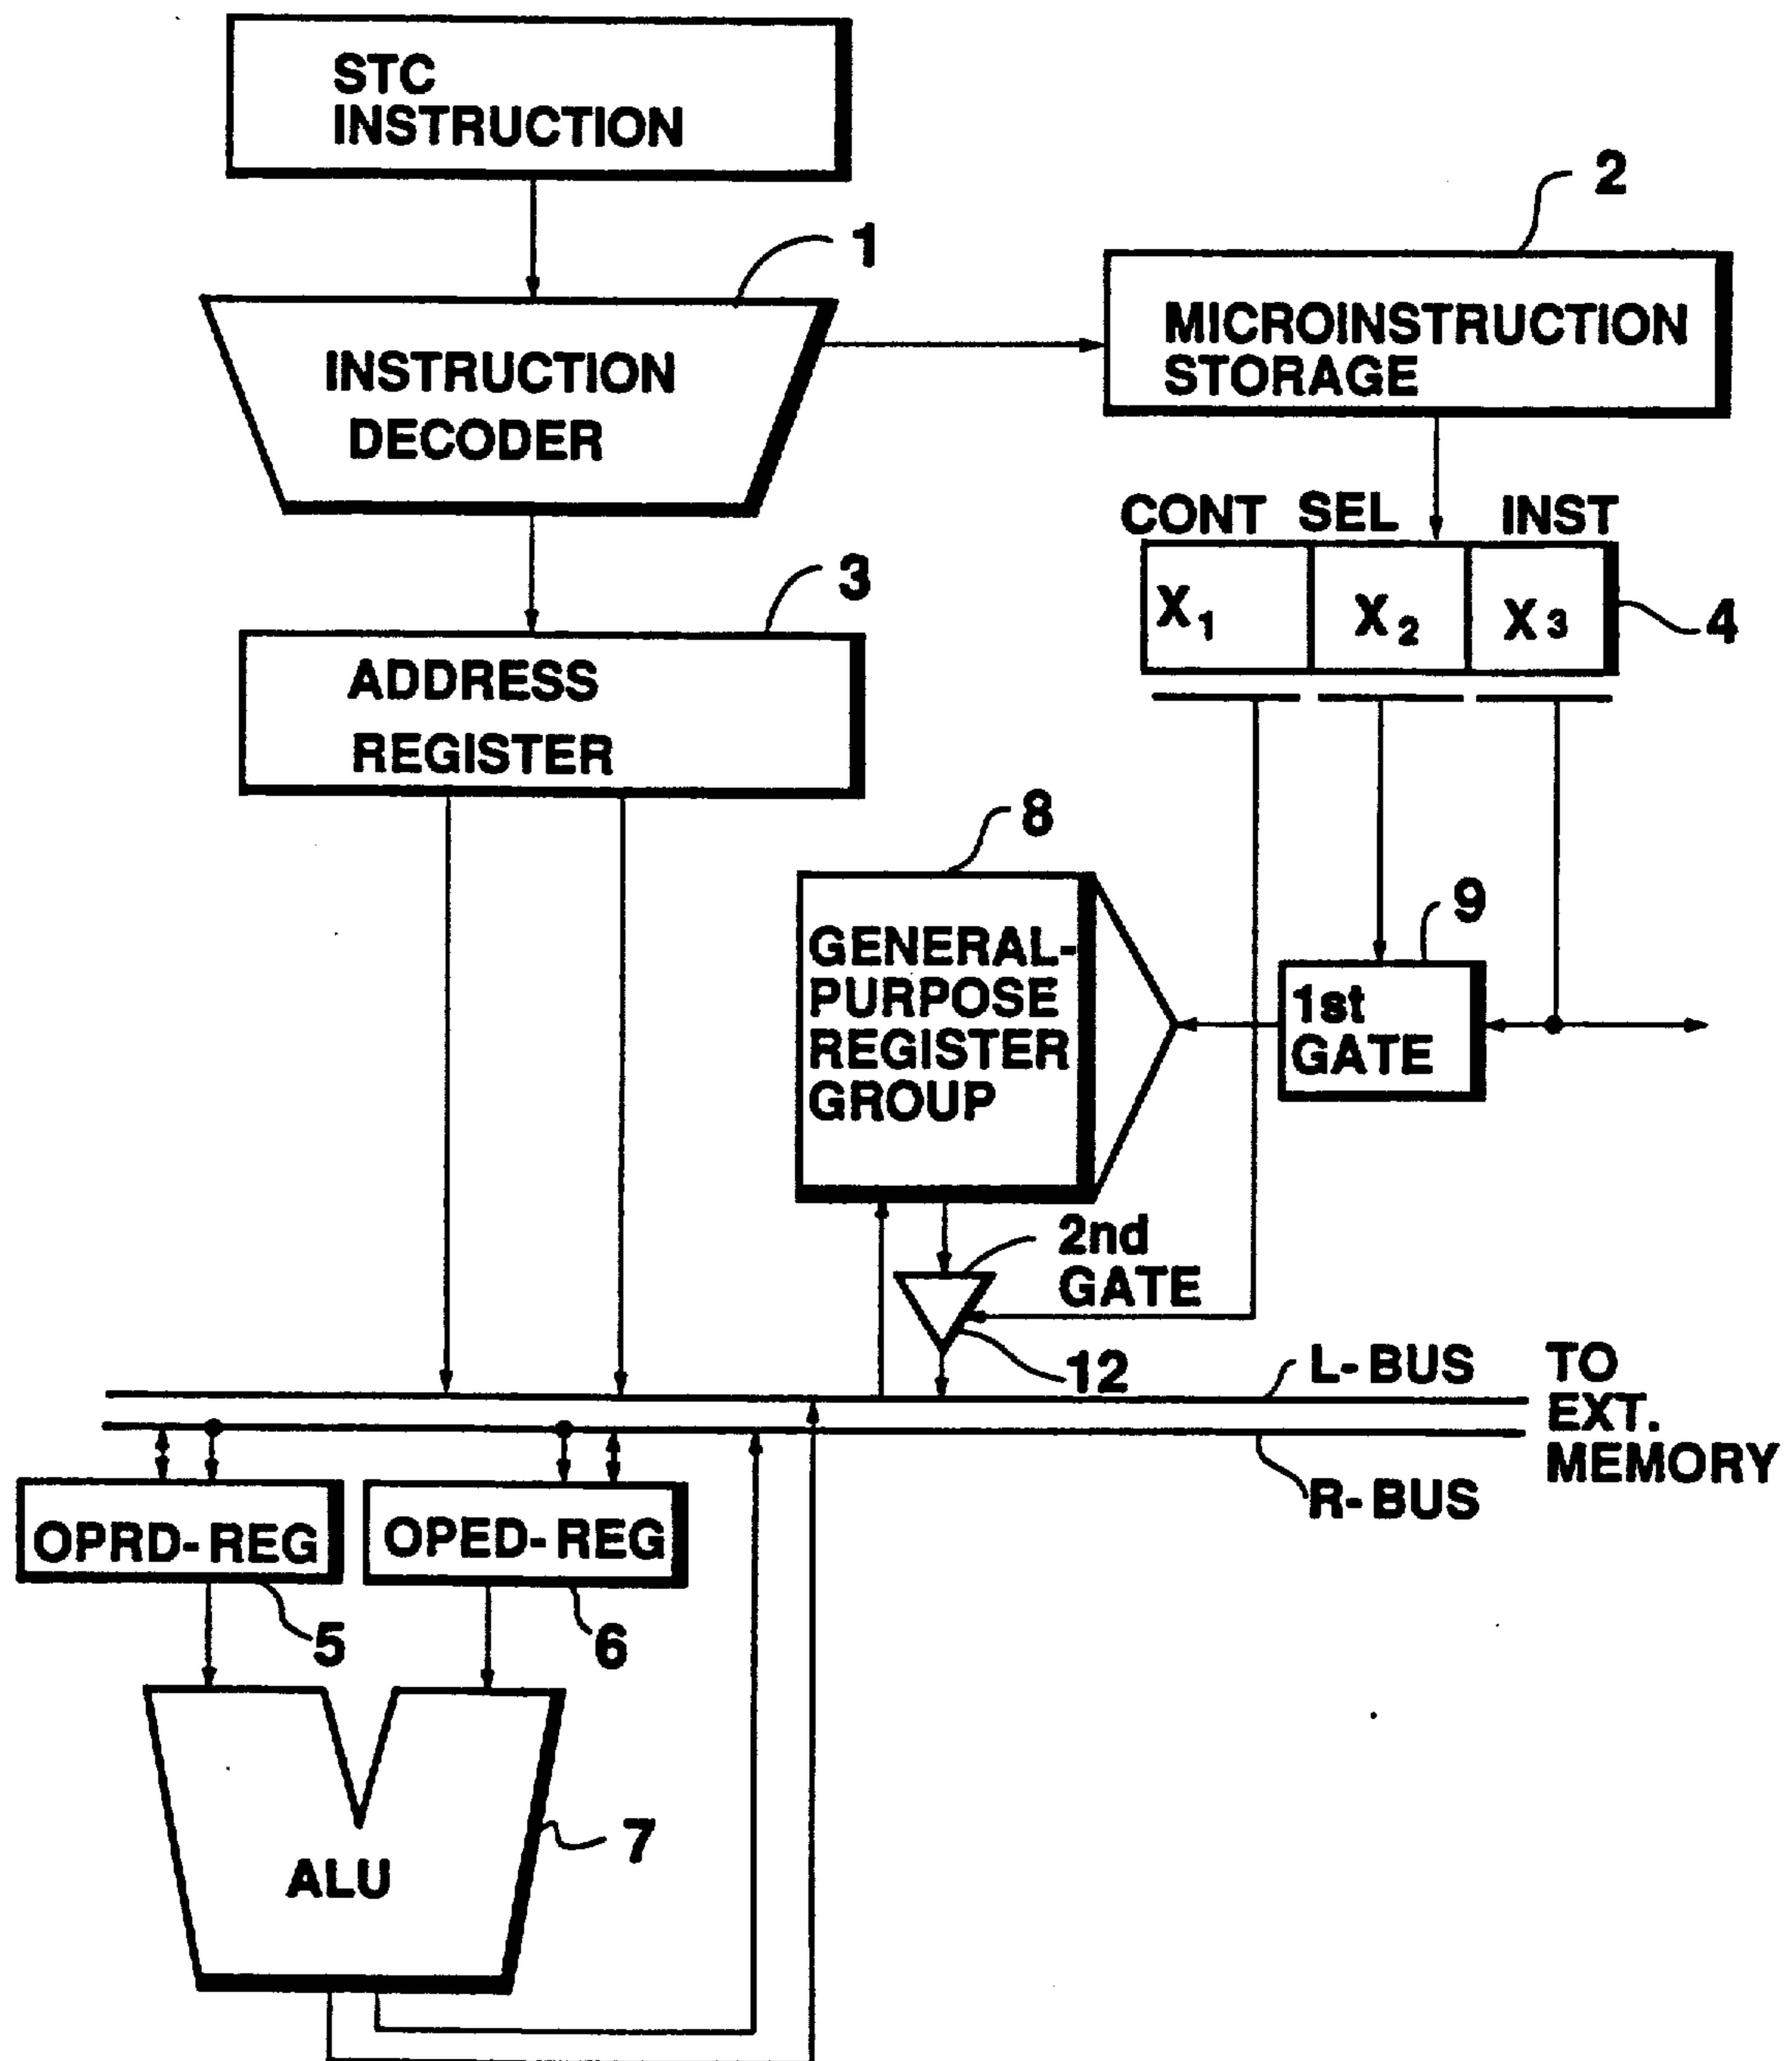 STC
INSTRUCTION
2
1
MICROINSTRUCTION
STORAGE
INSTRUCTION
DECODER
CONT SEL INST
3
X1 X2 X3
4
ADDRESS
REGISTER
8
9
GENERAL-
PURPOSE
REGISTER
GROUP
1st
GATE
2nd
GATE
12
L-BUS
TO
EXT.
MEMORY
R-BUS
OPRD-REG
OPED-REG
5
6
7
ALU